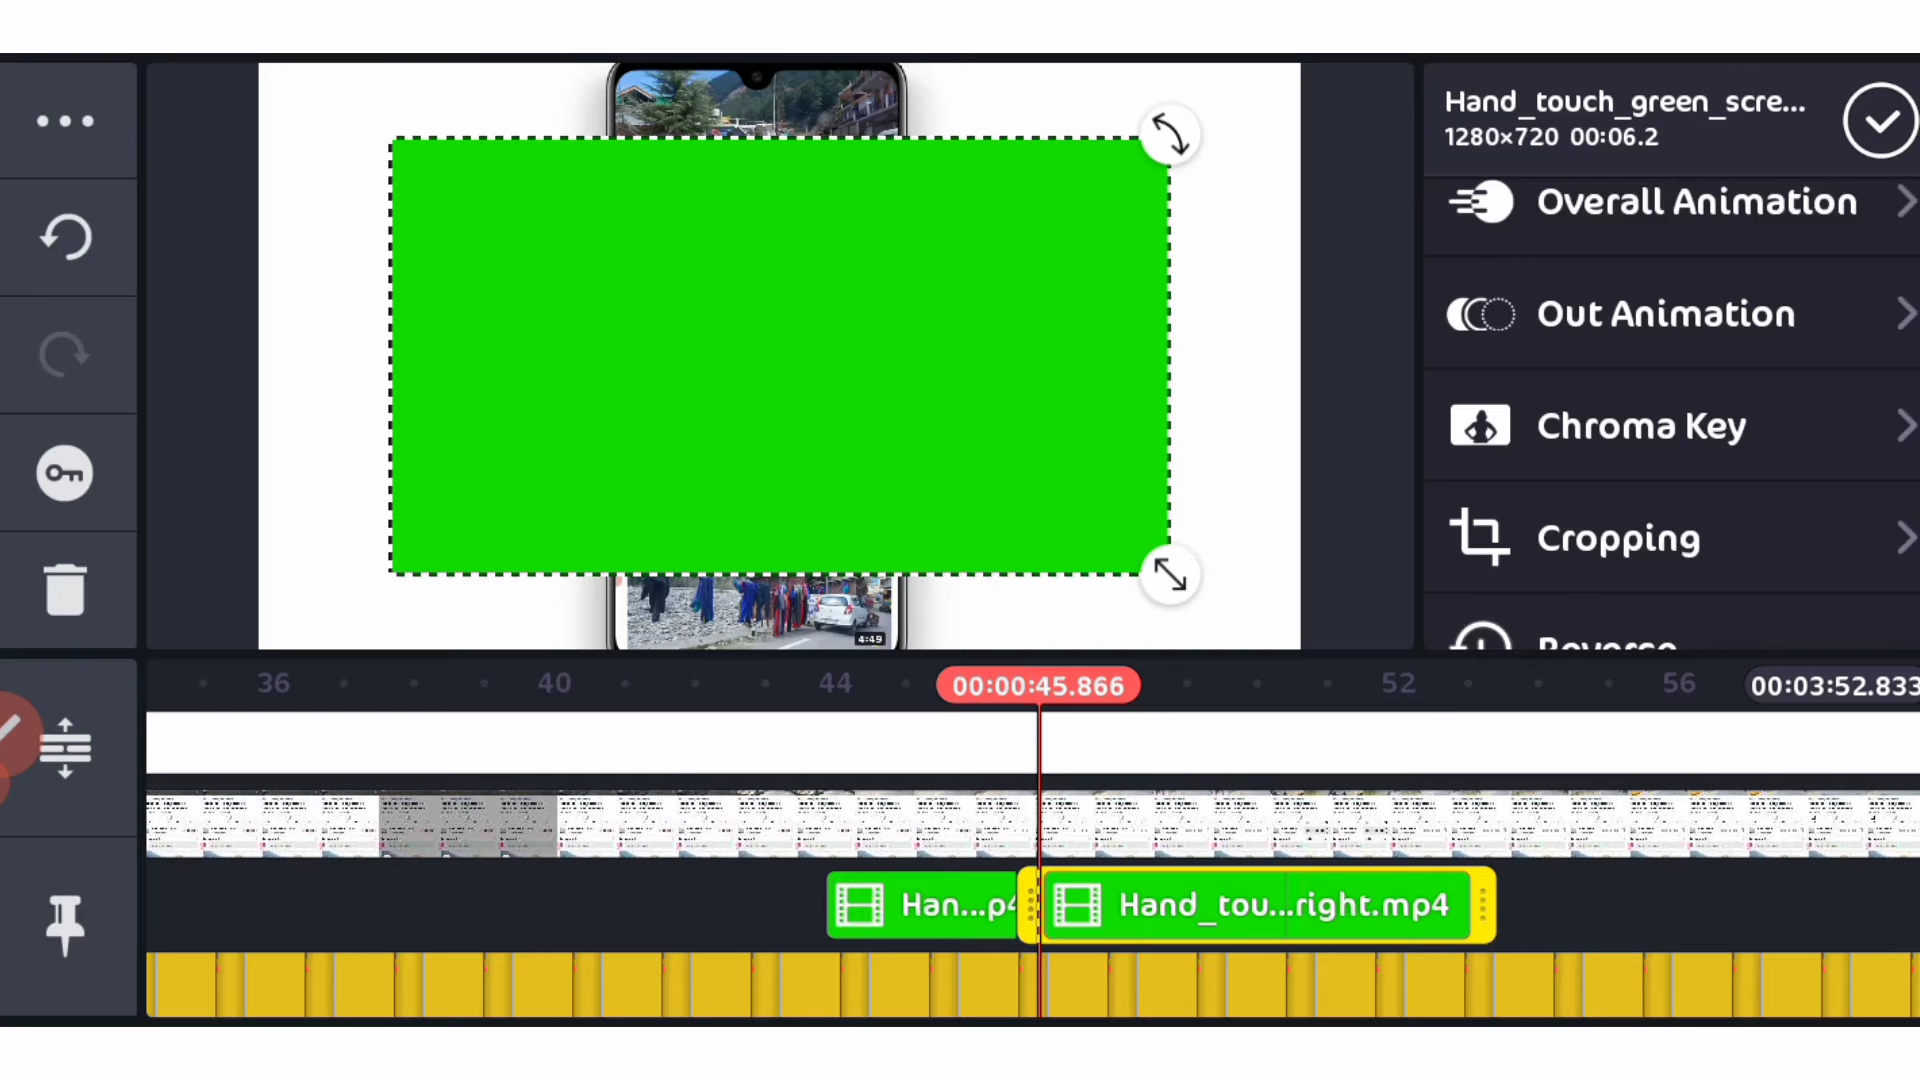 Hand_touch_green_scre...
1280×720 00:06.2
Overall Animation
Out Animation
Chroma Key
Cropping
Reverse
4:49
36
40
44
00:00:45.866
52
56
00:03:52.833
Han...p4
Hand_tou...right.mp4